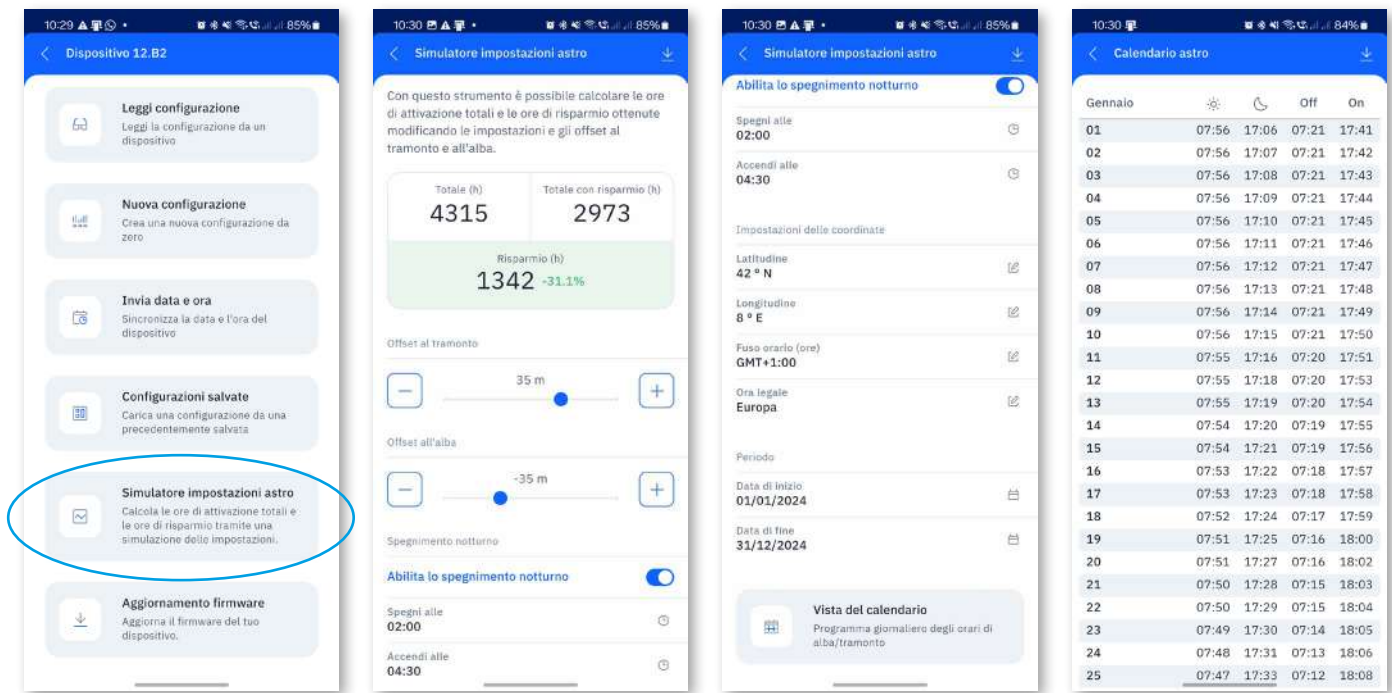 10:29
85%
Dispositivo 12.B2
Leggi configurazione
Leggi la configurazione da un
dispositivo
Nuova configurazione
Crea una nuova configurazione da
zero
Invia data e ora
Sincronizza la data e l'ora del
dispositivo
Configurazioni salvate
Carica una configurazione da una
precedentemente salvata
Simulatore impostazioni astro
Calcola le ore di attivazione totali e
le ore di risparmio tramite una
simulazione delle impostazioni.
Aggiornamento firmware
Aggiorna il firmware del tuo
dispositivo.
10:30
85%
Simulatore impostazioni astro
Con questo strumento è possibile calcolare le ore
di attivazione totali e le ore di risparmio ottenute
modificando le impostazioni e gli offset al
tramonto e all'alba.
Totale (h) Totale con risparmio (h)
4315 2973
Risparmio (h)
1342 -31.1%
Offset al tramonto
35 m
Offset all'alba
-35 m
Spegnimento notturno
Abilita lo spegnimento notturno
Spegni alle
02:00
Accendi alle
04:30
10:30
85%
Simulatore impostazioni astro
Abilita lo spegnimento notturno
Spegni alle
02:00
Accendi alle
04:30
Impostazioni delle coordinate
Latitudine
42 ° N
Longitudine
8 ° E
Fuso orario (ore)
GMT+1:00
Ora legale
Europa
Periodo
Data di inizio
01/01/2024
Data di fine
31/12/2024
Vista del calendario
Programma giornaliero degli orari di
alba/tramonto
10:30
84%
Calendario astro
Gennaio Off On
01 07:56 17:06 07:21 17:41
02 07:56 17:07 07:21 17:42
03 07:56 17:08 07:21 17:43
04 07:56 17:09 07:21 17:44
05 07:56 17:10 07:21 17:45
06 07:56 17:11 07:21 17:46
07 07:56 17:12 07:21 17:47
08 07:56 17:13 07:21 17:48
09 07:56 17:14 07:21 17:49
10 07:56 17:15 07:21 17:50
11 07:55 17:16 07:20 17:51
12 07:55 17:18 07:20 17:53
13 07:55 17:19 07:20 17:54
14 07:54 17:20 07:19 17:55
15 07:54 17:21 07:19 17:56
16 07:53 17:22 07:18 17:57
17 07:53 17:23 07:18 17:58
18 07:52 17:24 07:17 17:59
19 07:51 17:25 07:16 18:00
20 07:51 17:27 07:16 18:02
21 07:50 17:28 07:15 18:03
22 07:50 17:29 07:15 18:04
23 07:49 17:30 07:14 18:05
24 07:48 17:31 07:13 18:06
25 07:47 17:33 07:12 18:08